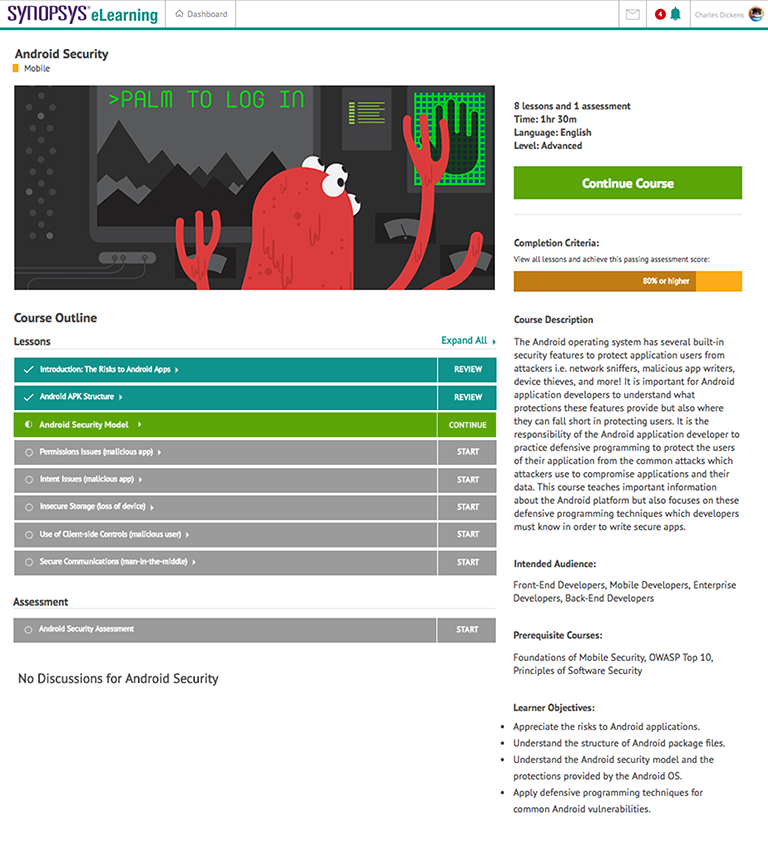 SYNOPSYS® eLearning
Dashboard
4
Charles Dickens
Android Security
Mobile
>PALM TO LOG IN
8 lessons and 1 assessment
Time: 1hr 30m
Language: English
Level: Advanced
Continue Course
Completion Criteria:
View all lessons and achieve this passing assessment score:
80% or higher
Course Outline
Lessons
Expand All
Introduction: The Risks to Android Apps
REVIEW
Android APK Structure
REVIEW
Android Security Model
CONTINUE
Permissions Issues (malicious app)
START
Intent Issues (malicious app)
START
Insecure Storage (loss of device)
START
Use of Client-side Controls (malicious user)
START
Secure Communications (man-in-the-middle)
START
Assessment
Android Security Assessment
START
No Discussions for Android Security
Course Description
The Android operating system has several built-in
security features to protect application users from
attackers i.e. network sniffers, malicious app writers,
device thieves, and more! It is important for Android
application developers to understand what
protections these features provide but also where
they can fall short in protecting users. It is the
responsibility of the Android application developer to
practice defensive programming to protect the users
of their application from the common attacks which
attackers use to compromise applications and their
data. This course teaches important information
about the Android platform but also focuses on these
defensive programming techniques which developers
must know in order to write secure apps.
Intended Audience:
Front-End Developers, Mobile Developers, Enterprise
Developers, Back-End Developers
Prerequisite Courses:
Foundations of Mobile Security, OWASP Top 10,
Principles of Software Security
Learner Objectives:
• Appreciate the risks to Android applications.
• Understand the structure of Android package files.
• Understand the Android security model and the
protections provided by the Android OS.
• Apply defensive programming techniques for
common Android vulnerabilities.